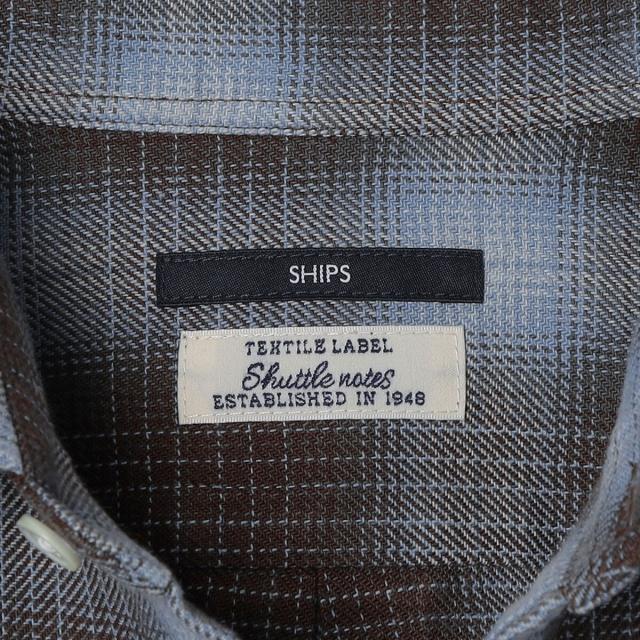 SHIPS
TEXTILE LABEL
Shuttle notes
ESTABLISHED IN 1948